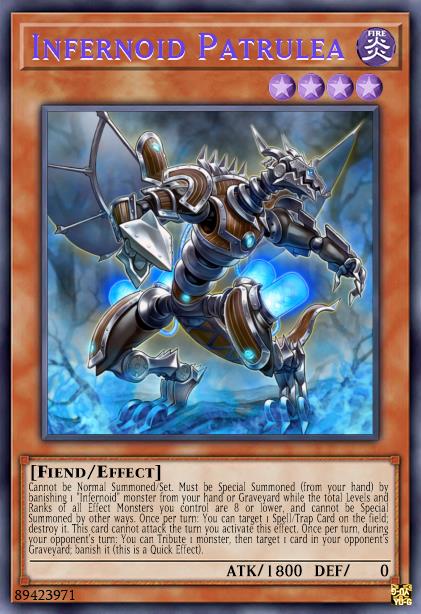 INFERNOID PATRULEA
FIRE
炎
[FIEND/EFFECT]
Cannot be Normal Summoned/Set. Must be Special Summoned (from your hand) by
banishing 1 "Infernoid" monster from your hand or Graveyard while the total Levels and
Ranks of all Effect Monsters you control are 8 or lower, and cannot be Special
Summoned by other ways. Once per turn: You can target 1 Spell/Trap Card on the field;
destroy it. This card cannot attack the turn you activate this effect. Once per turn, during
your opponent's turn: You can Tribute 1 monster, then target 1 card in your opponent's
Graveyard; banish it (this is a Quick Effect).
ATK/1800 DEF/ 0
89423971